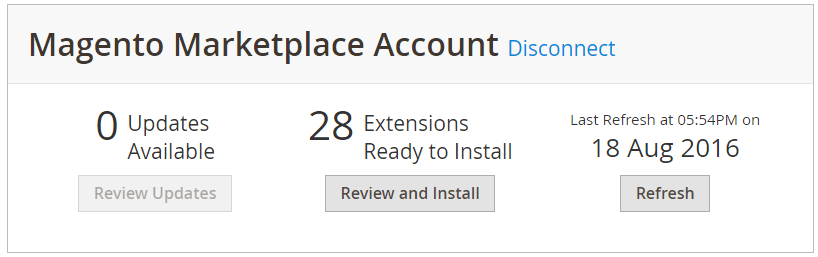 Magento Marketplace Account Disconnect
0 Updates Available
Review Updates
28 Extensions Ready to Install
Review and Install
Last Refresh at 05:54PM on
18 Aug 2016
Refresh